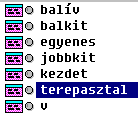 balív
balkit
egyenes
jobbkit
kezdet
terepasztal
v